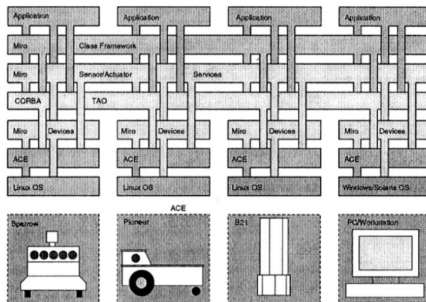 Application Application Application Application
Miro Class Framework
Miro Sensor/Actuator Services
CORBA TAO
Miro Devices Miro Devices Miro Devices Miro Devices
ACE ACE ACE ACE
Linux OS Linux OS Linux OS Windows/Solaris OS
ACE
Sparrow Pioneer B21 PC/Workstation